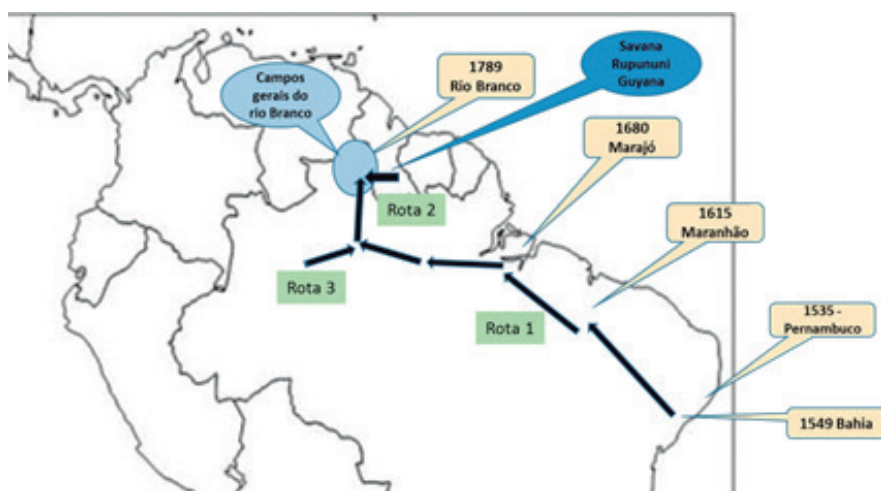 Campos
gerais do
rio Branco
1789
Rio Branco
Savana
Rupununi
Guyana
1680
Marajó
Rota 2
1615
Maranhão
Rota 3
Rota 1
1535 -
Pernambuco
1549 Bahia